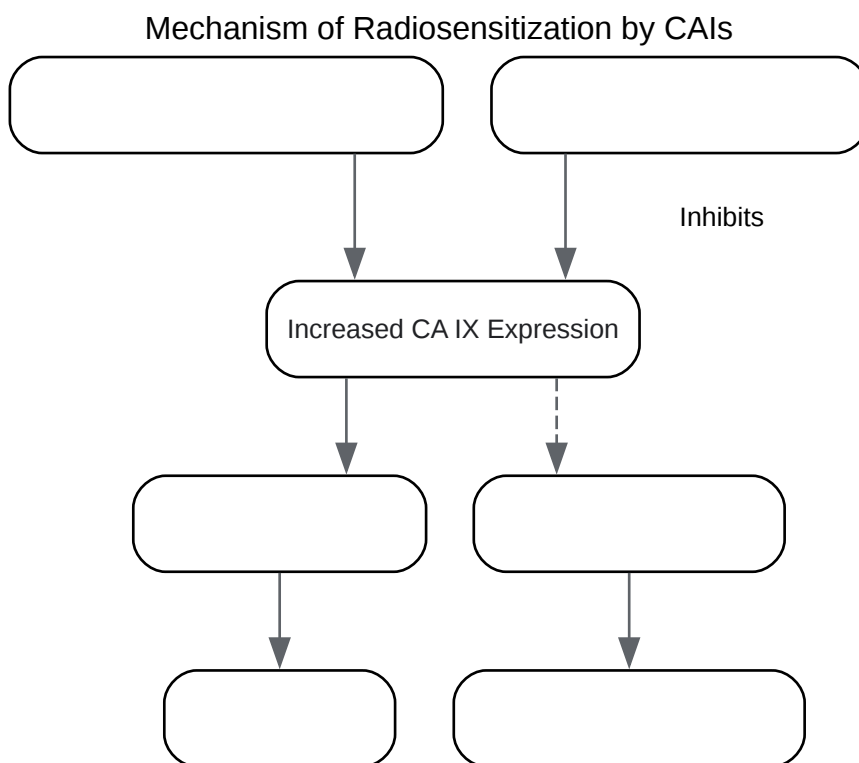 Mechanism of Radiosensitization by CAIs
Inhibits
Increased CA IX Expression